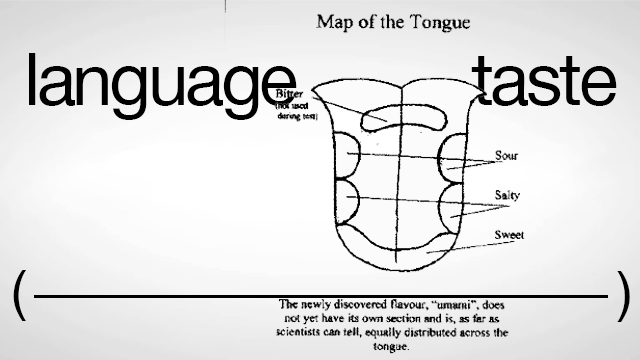 Map of the Tongue
language taste
Bitter
(not used
during test)
Sour
Salty
Sweet
( )
The newly discovered flavour, "umami", does
not yet have its own section and is, as far as
scientists can tell, equally distributed across the
tongue.